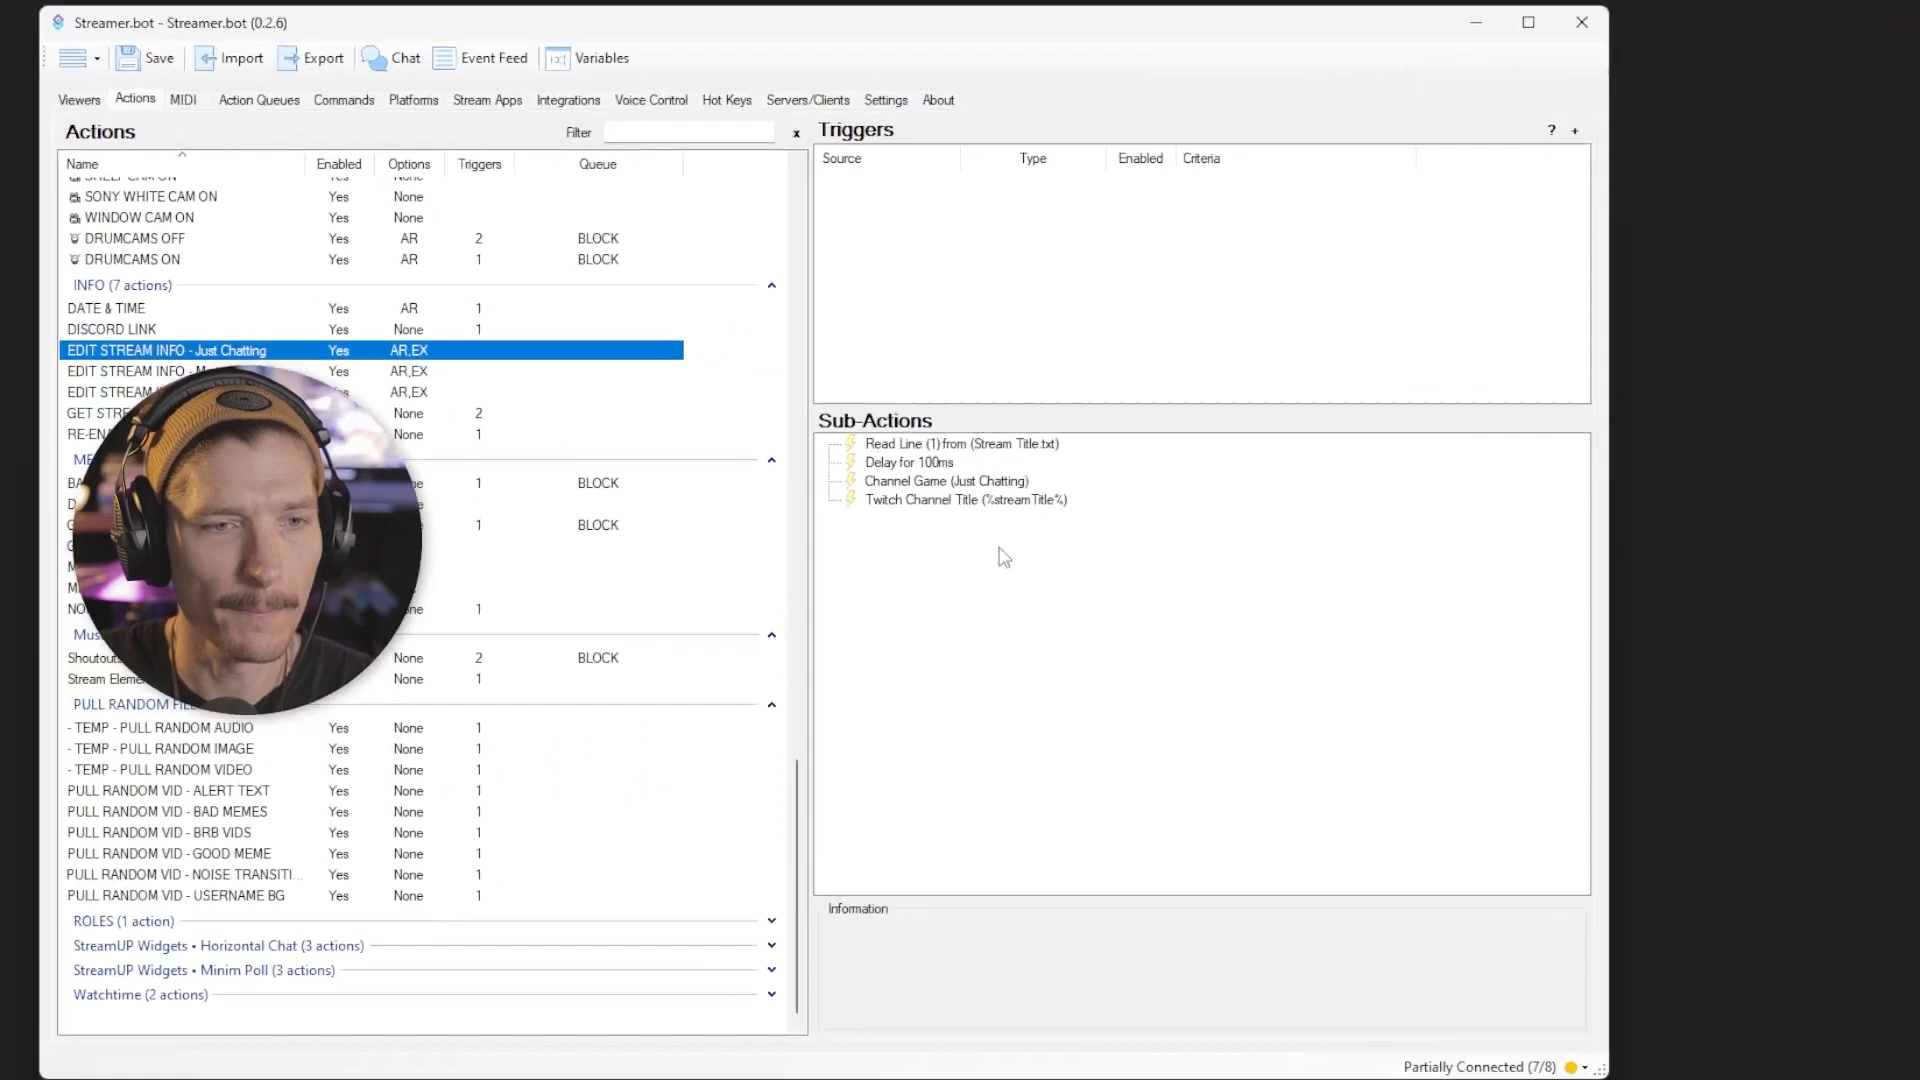 Streamer.bot - Streamer.bot (0.2.6)
Save Import Export Chat Event Feed Variables
Viewers Actions MIDI Action Queues Commands Platforms Stream Apps Integrations Voice Control Hot Keys Servers/Clients Settings About
Actions Filter x
Name Enabled Options Triggers Queue
SHEEP CAM ON Yes None
SONY WHITE CAM ON Yes None
WINDOW CAM ON Yes None
DRUMCAMS OFF Yes AR 2 BLOCK
DRUMCAMS ON Yes AR 1 BLOCK
INFO (7 actions)
DATE & TIME Yes AR 1
DISCORD LINK Yes None 1
EDIT STREAM INFO - Just Chatting Yes AR,EX
EDIT STREAM INFO - Yes AR,EX
EDIT STREAM AR,EX
GET None 2
None 1
1 BLOCK
1 BLOCK
1
Shoutouts None 2 BLOCK
Stream None 1
PULL RANDOM
- TEMP - PULL RANDOM AUDIO Yes None 1
- TEMP - PULL RANDOM IMAGE Yes None 1
- TEMP - PULL RANDOM VIDEO Yes None 1
PULL RANDOM VID - ALERT TEXT Yes None 1
PULL RANDOM VID - BAD MEMES Yes None 1
PULL RANDOM VID - BRB VIDS Yes None 1
PULL RANDOM VID - GOOD MEME Yes None 1
PULL RANDOM VID - NOISE TRANSITI... Yes None 1
PULL RANDOM VID - USERNAME BG Yes None 1
ROLES (1 action)
StreamUP Widgets • Horizontal Chat (3 actions)
StreamUP Widgets • Minim Poll (3 actions)
Watchtime (2 actions)
Triggers ? +
Source Type Enabled Criteria
Sub-Actions
Read Line (1) from (Stream Title.txt)
Delay for 100ms
Channel Game (Just Chatting)
Twitch Channel Title (%streamTitle%)
Information
Partially Connected (7/8)